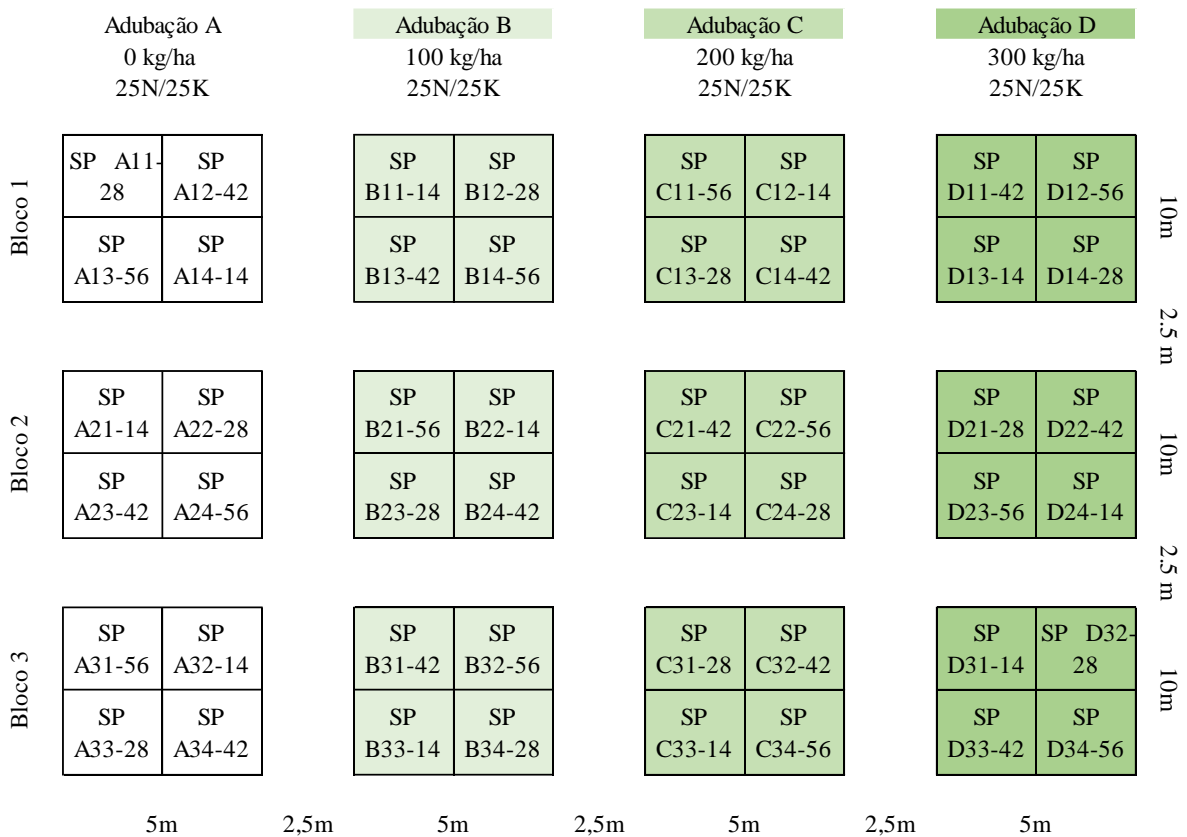 Adubação A Adubação B Adubação C Adubação D
0 kg/ha 100 kg/ha 200 kg/ha 300 kg/ha
25N/25K 25N/25K 25N/25K 25N/25K
Bloco 1
SP A11- SP SP SP SP SP SP SP
28 A12-42 B11-14 B12-28 C11-56 C12-14 D11-42 D12-56
SP SP SP SP SP SP SP SP
A13-56 A14-14 B13-42 B14-56 C13-28 C14-42 D13-14 D14-28
10m
2.5 m
Bloco 2
SP SP SP SP SP SP SP SP
A21-14 A22-28 B21-56 B22-14 C21-42 C22-56 D21-28 D22-42
SP SP SP SP SP SP SP SP
A23-42 A24-56 B23-28 B24-42 C23-14 C24-28 D23-56 D24-14
10m
2.5 m
Bloco 3
SP SP SP SP SP SP SP SP D32-
A31-56 A32-14 B31-42 B32-56 C31-28 C32-42 D31-14 28
SP SP SP SP SP SP SP SP
A33-28 A34-42 B33-14 B34-28 C33-14 C34-56 D33-42 D34-56
10m
5m 2,5m 5m 2,5m 5m 2,5m 5m